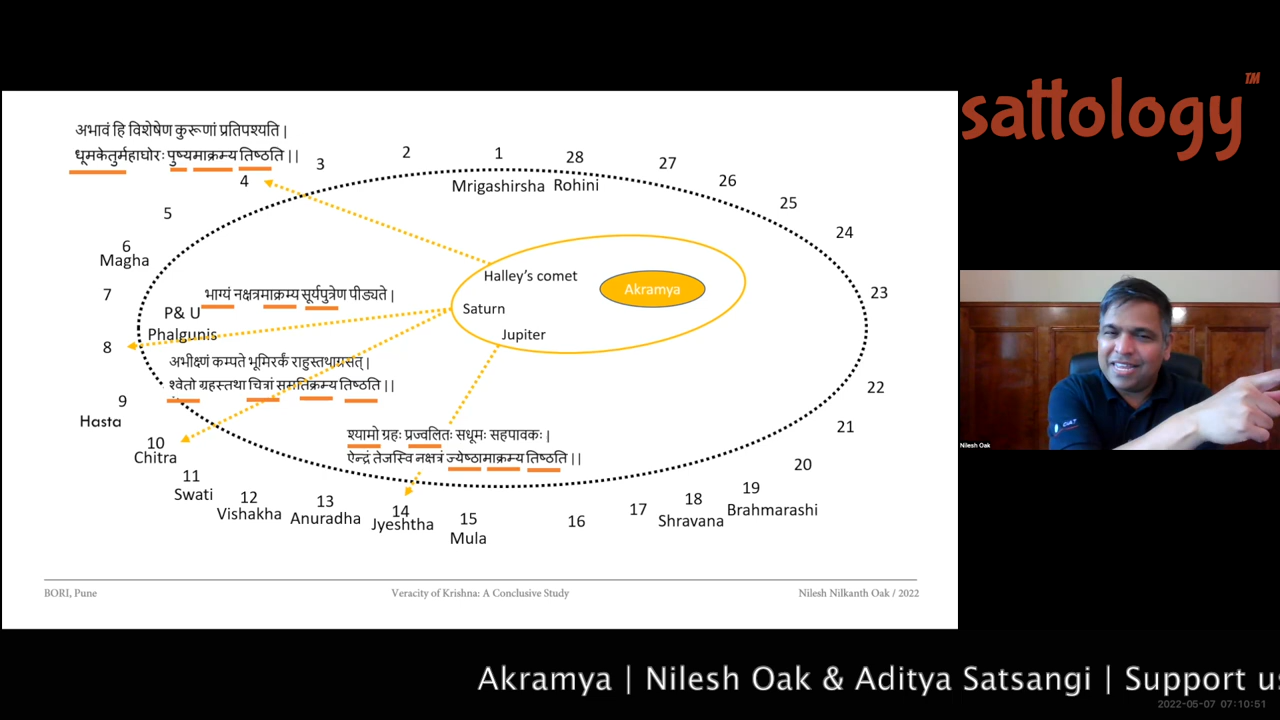 sattology™
अभावं हि विशेषेण कुरूणां प्रतिपश्यति |
धूमकेतुर्महाघोरः पुष्यमाक्रम्य तिष्ठति ||
1
2
3
4
5
6
Magha
7
P& U
Phalgunis
8
9
Hasta
10
Chitra
11
Swati
12
Vishakha
13
Anuradha
14
Jyeshtha
15
Mula
16
17
18
Shravana
19
Brahmarashi
20
21
22
23
24
25
26
27
28
Mrigashirsha Rohini
Halley's comet
Akramya
Saturn
Jupiter
भाग्यं नक्षत्रमाक्रम्य सूर्यपुत्रेण पीड्यते |
अभीक्ष्णं कम्पते भूमिरर्कं राहुस्तथाग्रसत् |
श्वेतो ग्रहस्तथा चित्रां समतिक्रम्य तिष्ठति ||
श्यामो ग्रहः प्रज्वलितः सधूमः सहपावकः |
ऐन्द्रं तेजस्वि नक्षत्रं ज्येष्ठामाक्रम्य तिष्ठति ||
BORI, Pune
Veracity of Krishna: A Conclusive Study
Nilesh Nilkanth Oak / 2022
Nilesh Oak
Akramya | Nilesh Oak & Aditya Satsangi | Support us
2022-05-07 07:10:51